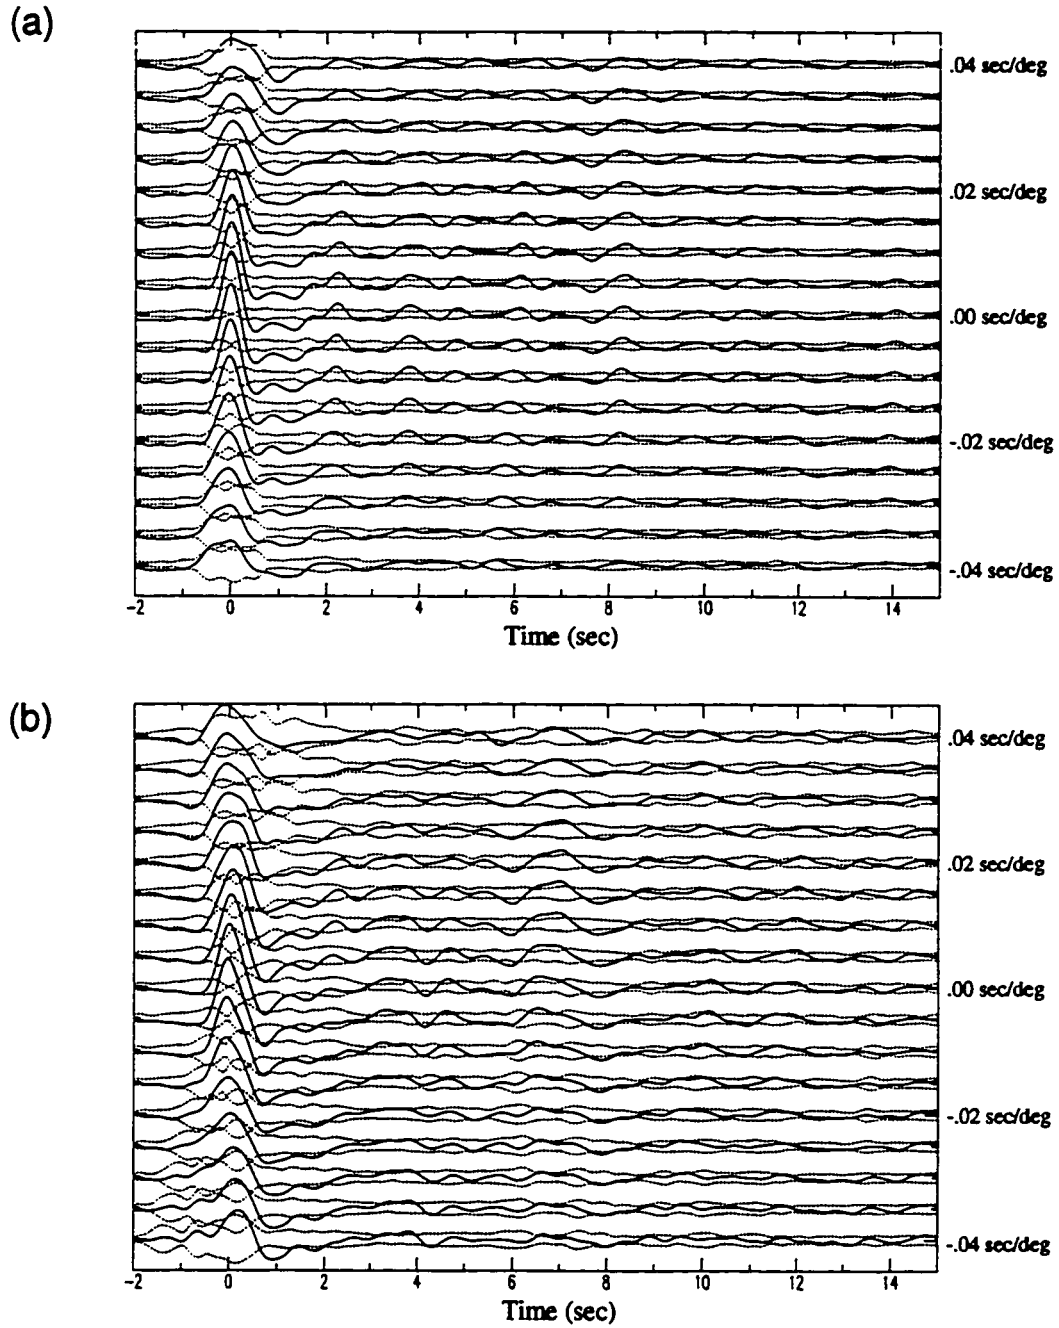 (a)
.04 sec/deg
.02 sec/deg
.00 sec/deg
-.02 sec/deg
-.04 sec/deg
-2 0 2 4 6 8 10 12 14
Time (sec)
(b)
.04 sec/deg
.02 sec/deg
.00 sec/deg
-.02 sec/deg
-.04 sec/deg
-2 0 2 4 6 8 10 12 14
Time (sec)